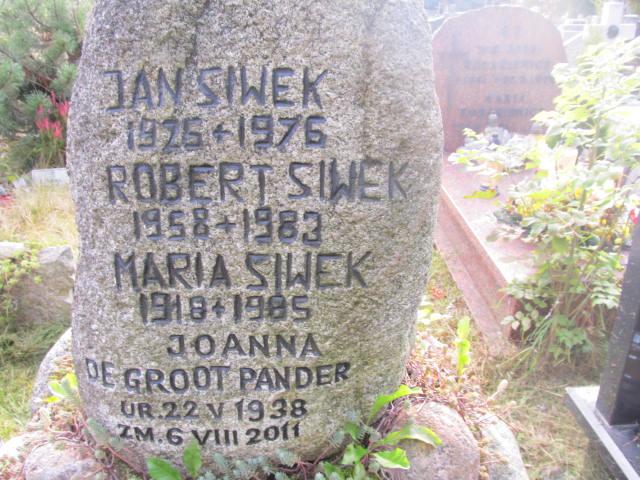 JAN SIWEK
1925+1976
ROBERT SIWEK
1958+1983
MARIA SIWEK
1918+1985
JOANNA
DE GROOT PANDER
UR. 22 V 1938
ZM. 6 VIII 2011
MARIA